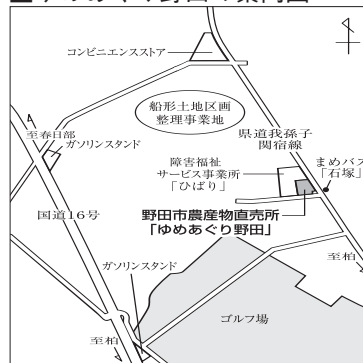 コンビニエンスストア
船形土地区画
整理事業地
至春日部
ガソリンスタンド
県道我孫子
関宿線
障害福祉
サービス事業所
「ひばり」
まめバス
「石塚」
国道16号
野田市農産物直売所
「ゆめあぐり野田」
ガソリンスタンド
至柏
ゴルフ場
至柏